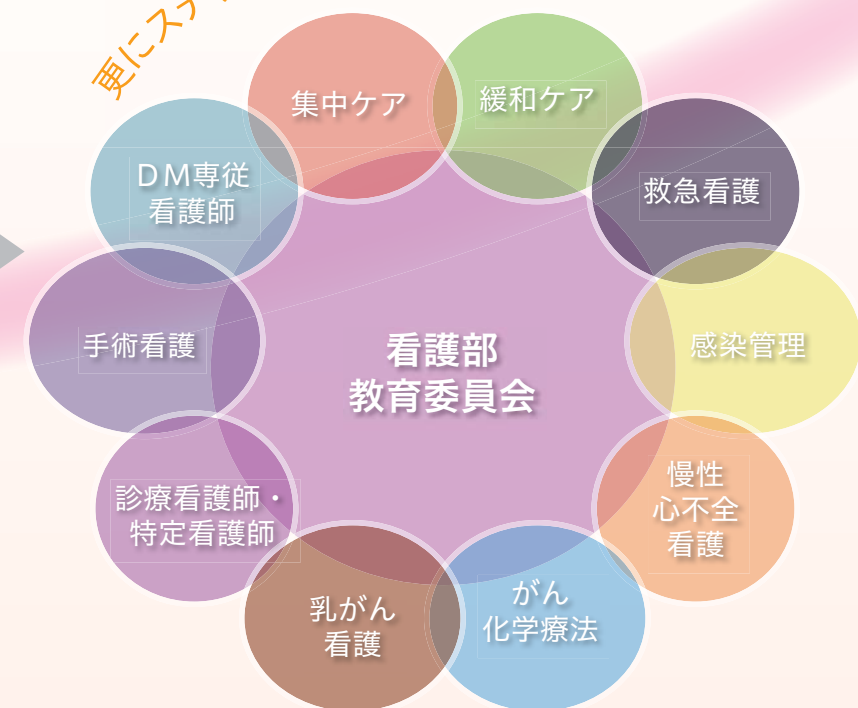 更にステ
集中ケア
緩和ケア
DM専従
看護師
救急看護
手術看護
看護部
教育委員会
感染管理
診療看護師・
特定看護師
慢性
心不全
看護
乳がん
看護
がん
化学療法